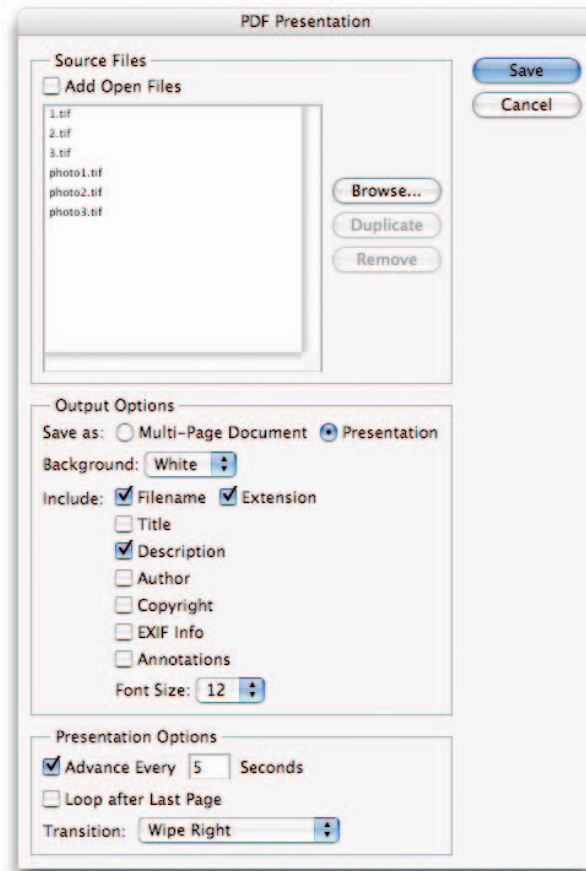 PDF Presentation
Source Files
Add Open Files
1.tif
2.tif
3.tif
photo1.tif
photo2.tif
photo3.tif
Browse...
Duplicate
Remove
Save
Cancel
Output Options
Save as: Multi-Page Document Presentation
Background: White
Include: Filename Extension
Title
Description
Author
Copyright
EXIF Info
Annotations
Font Size: 12
Presentation Options
Advance Every 5 Seconds
Loop after Last Page
Transition: Wipe Right